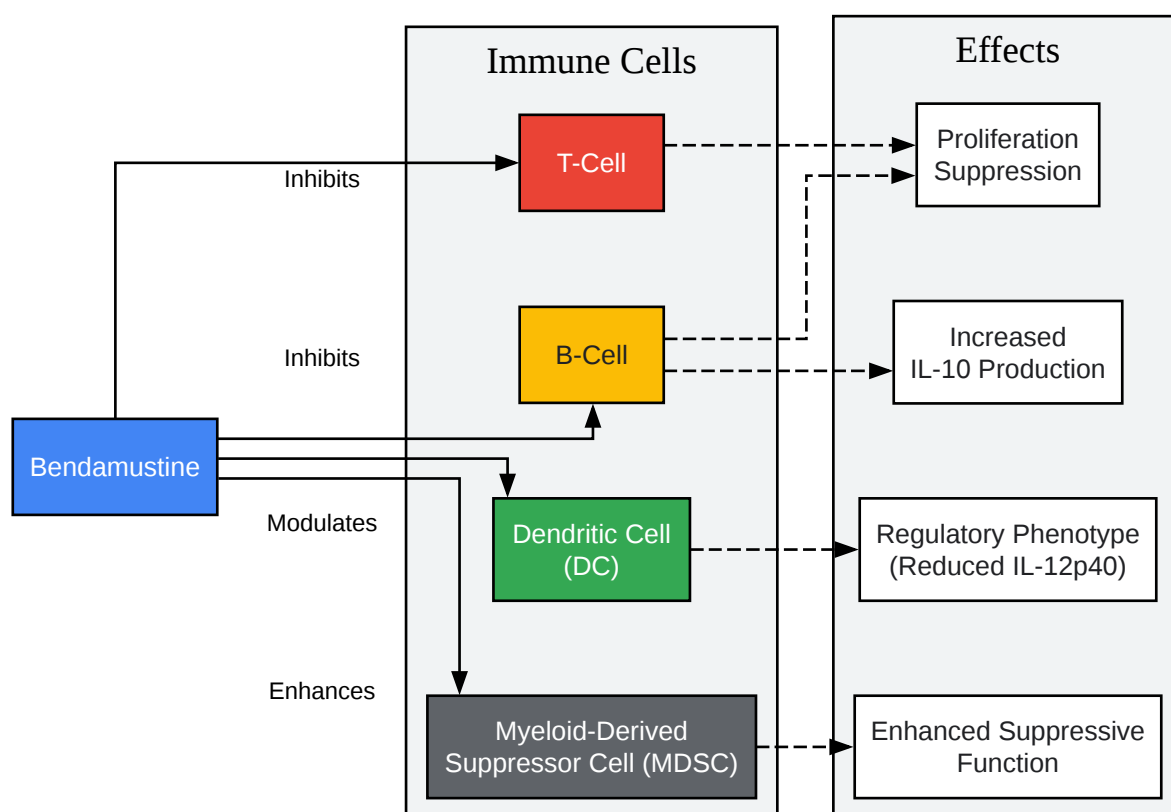 Immune Cells
Effects
T-Cell
Proliferation
Suppression
Inhibits
B-Cell
Increased
IL-10 Production
Inhibits
Bendamustine
Modulates
Dendritic Cell
(DC)
Regulatory Phenotype
(Reduced IL-12p40)
Enhances
Myeloid-Derived
Suppressor Cell (MDSC)
Enhanced Suppressive
Function